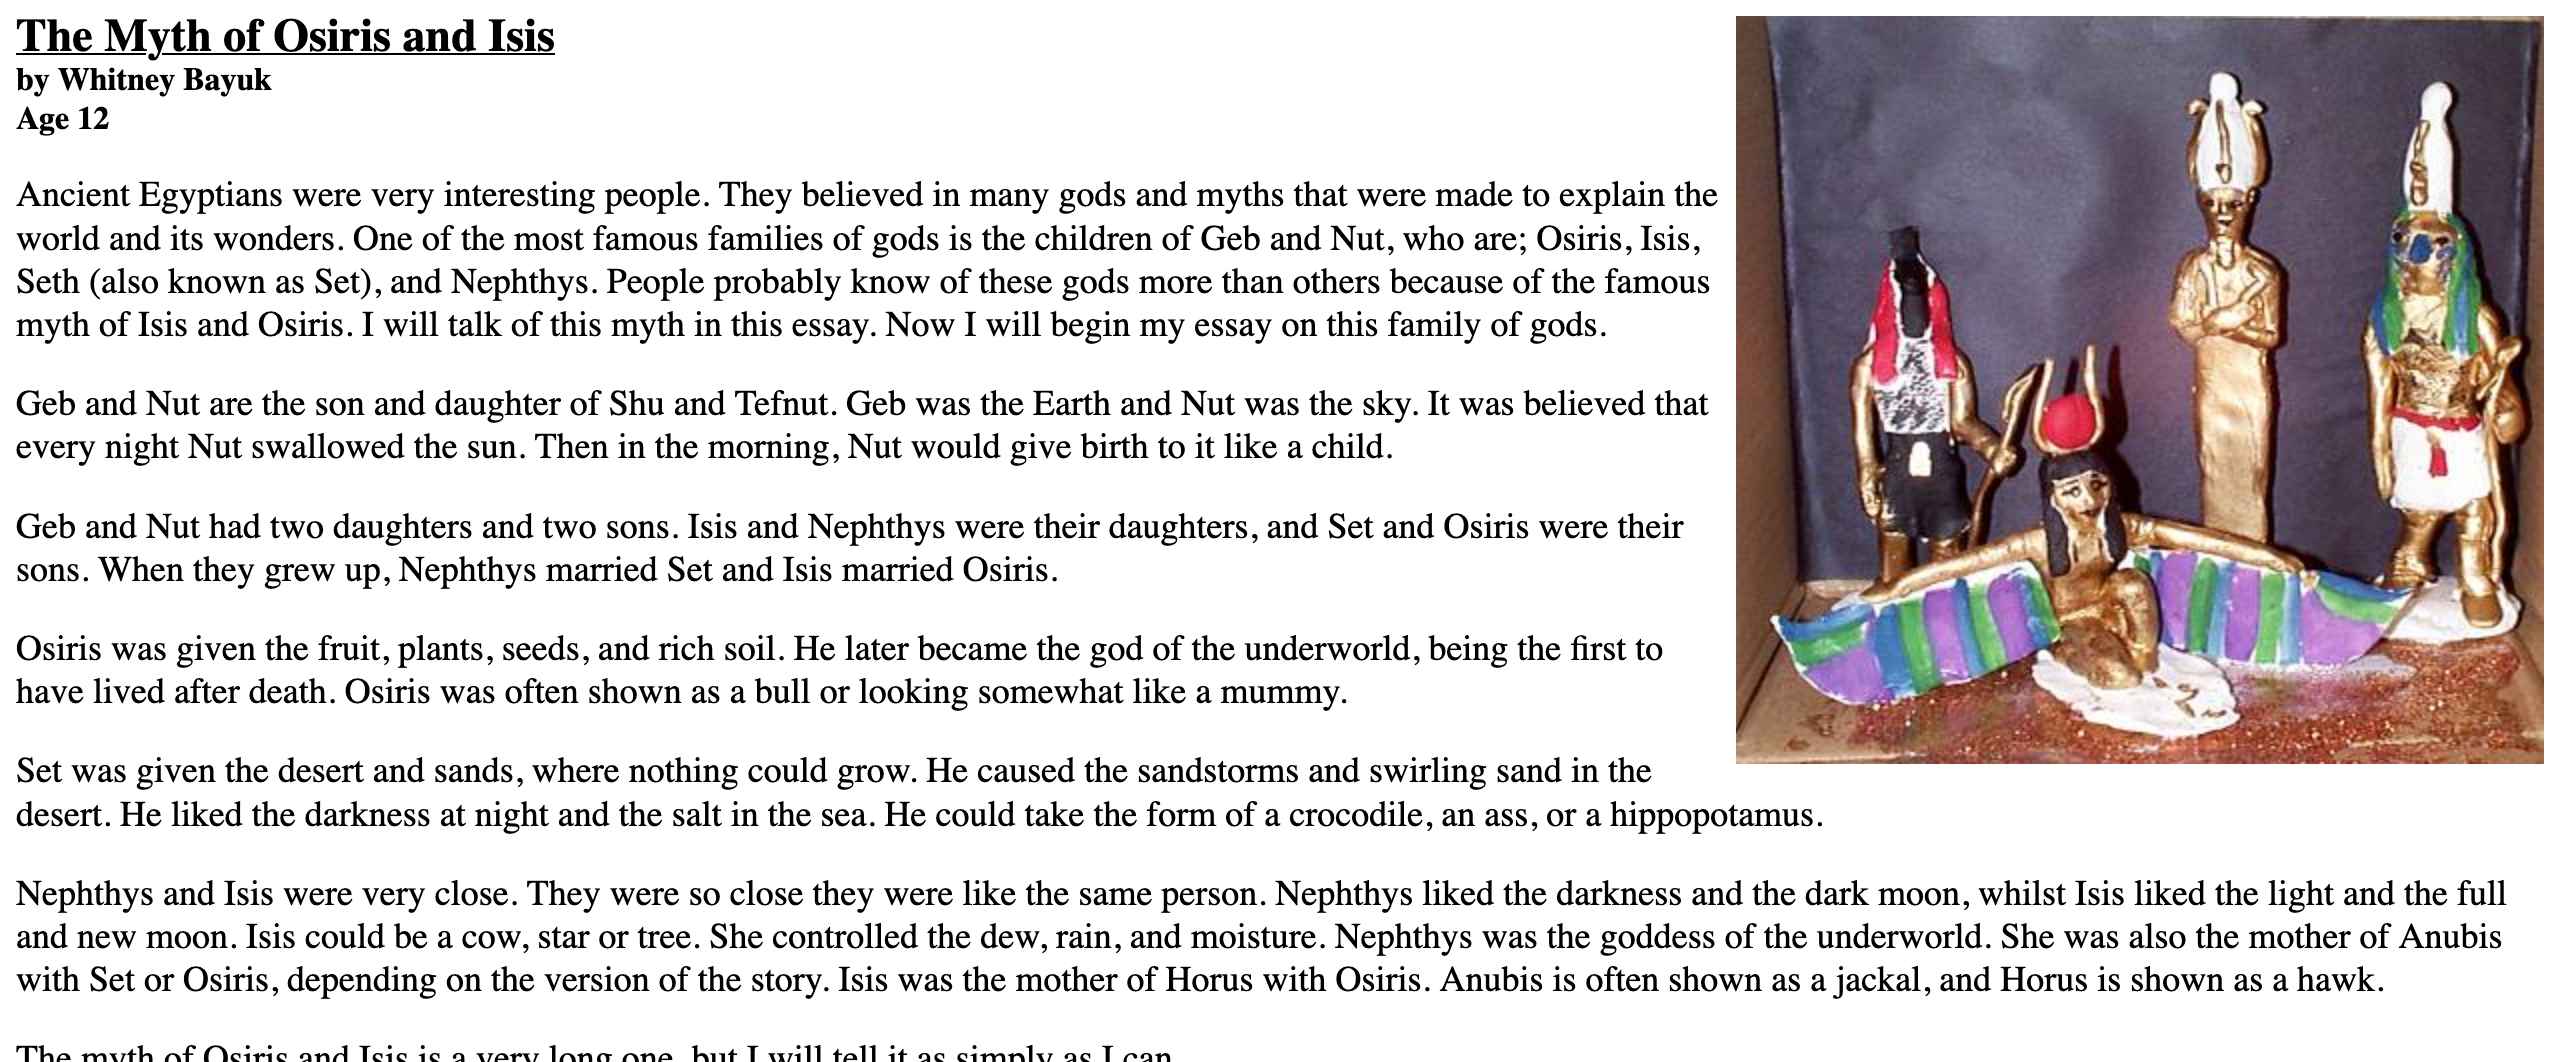 The Myth of Osiris and Isis
by Whitney Bayuk
Age 12
Ancient Egyptians were very interesting people. They believed in many gods and myths that were made to explain the
world and its wonders. One of the most famous families of gods is the children of Geb and Nut, who are; Osiris, Isis,
Seth (also known as Set), and Nephthys. People probably know of these gods more than others because of the famous
myth of Isis and Osiris. I will talk of this myth in this essay. Now I will begin my essay on this family of gods.
Geb and Nut are the son and daughter of Shu and Tefnut. Geb was the Earth and Nut was the sky. It was believed that
every night Nut swallowed the sun. Then in the morning, Nut would give birth to it like a child.
Geb and Nut had two daughters and two sons. Isis and Nephthys were their daughters, and Set and Osiris were their
sons. When they grew up, Nephthys married Set and Isis married Osiris.
Osiris was given the fruit, plants, seeds, and rich soil. He later became the god of the underworld, being the first to
have lived after death. Osiris was often shown as a bull or looking somewhat like a mummy.
Set was given the desert and sands, where nothing could grow. He caused the sandstorms and swirling sand in the
desert. He liked the darkness at night and the salt in the sea. He could take the form of a crocodile, an ass, or a hippopotamus.
Nephthys and Isis were very close. They were so close they were like the same person. Nephthys liked the darkness and the dark moon, whilst Isis liked the light and the full
and new moon. Isis could be a cow, star or tree. She controlled the dew, rain, and moisture. Nephthys was the goddess of the underworld. She was also the mother of Anubis
with Set or Osiris, depending on the version of the story. Isis was the mother of Horus with Osiris. Anubis is often shown as a jackal, and Horus is shown as a hawk.
The myth of Osiris and Isis is a very long one, but I will tell it as simply as I can.